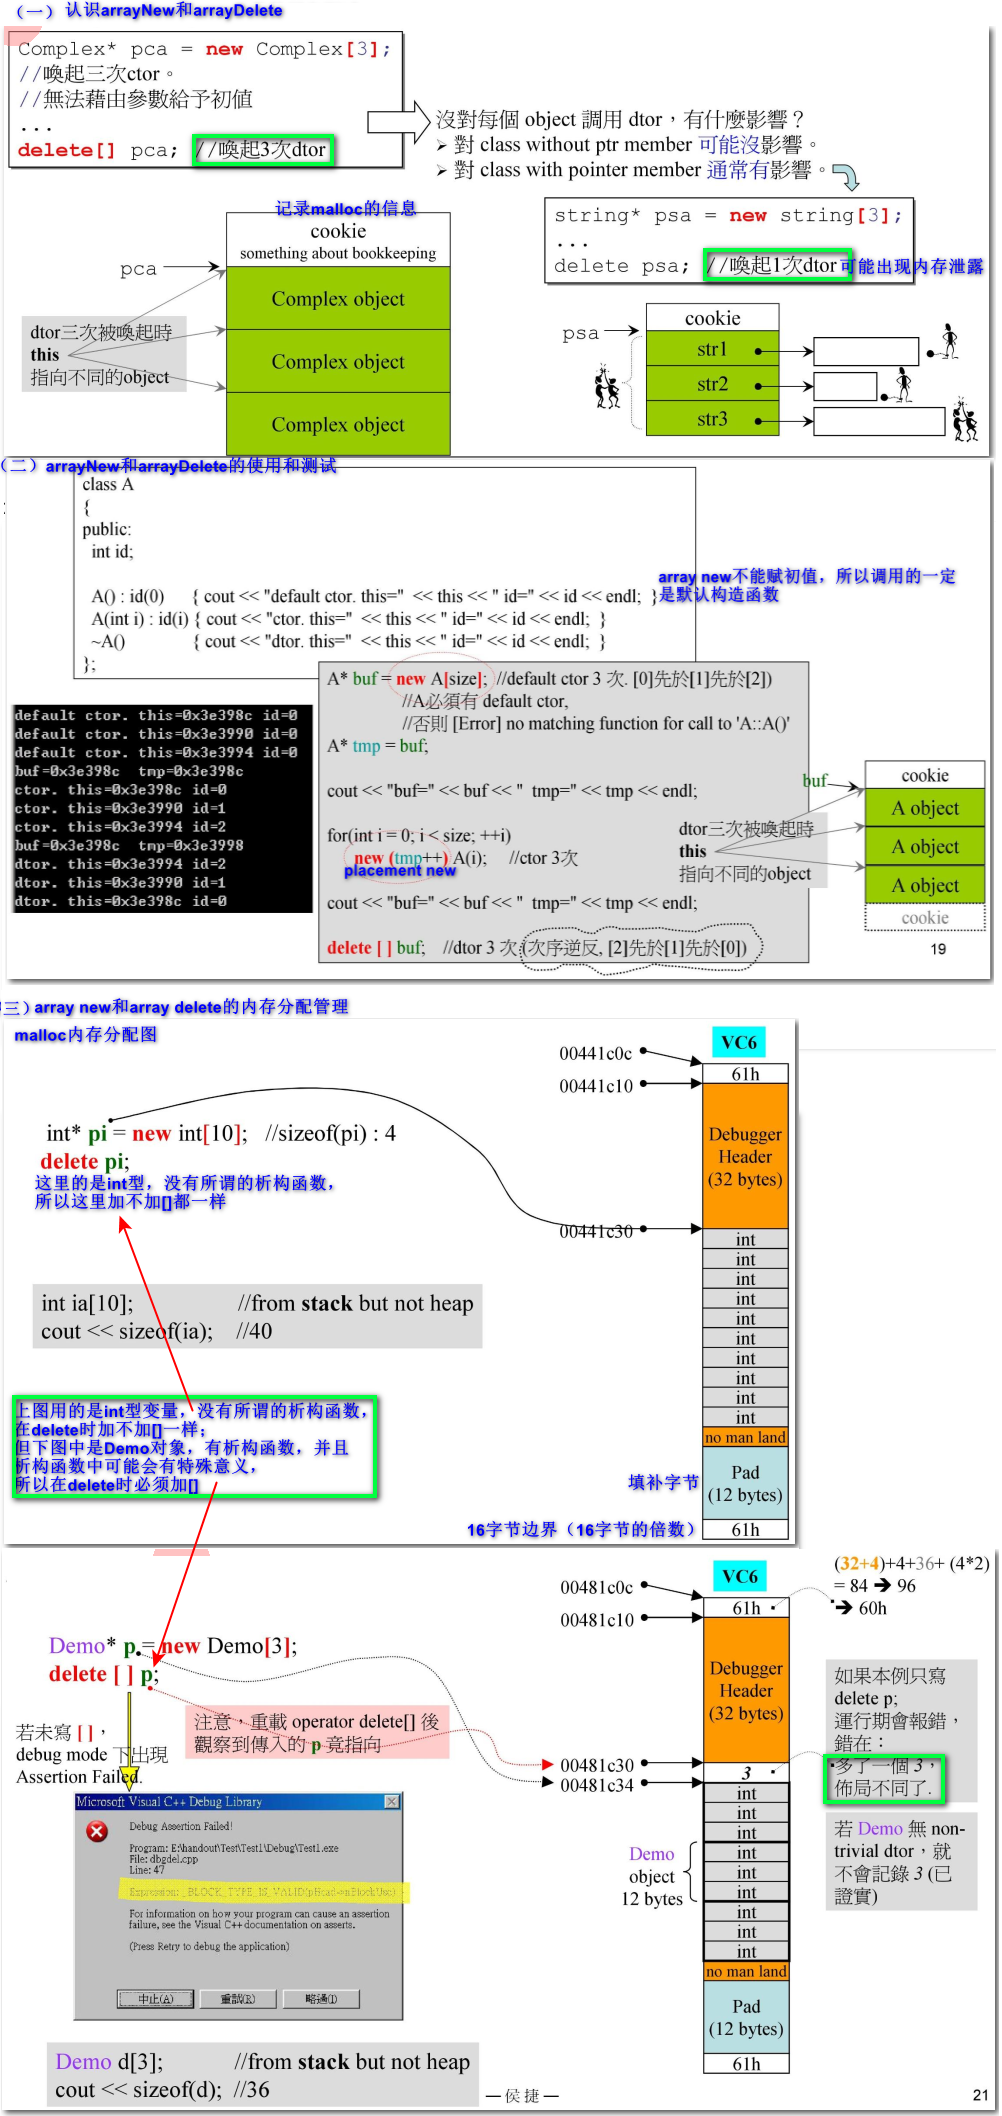 （一） 认识arrayNew和arrayDelete
Complex* pca = new Complex[3];
//喚起三次ctor。
//無法藉由參數給予初值
...
delete[] pca; //喚起3次dtor
沒對每個 object 調用 dtor，有什麼影響？
➢ 對 class without ptr member 可能沒影響。
➢ 對 class with pointer member 通常有影響。
string* psa = new string[3];
...
delete psa; //喚起1次dtor
可能出现内存泄露
记录malloc的信息
cookie
something about bookkeeping
pca
Complex object
Complex object
Complex object
dtor三次被喚起時
this
指向不同的object
psa
cookie
str1
str2
str3
（二）arrayNew和arrayDelete的使用和测试
class A
{
public:
int id;
A() : id(0) { cout << "default ctor. this=" << this << " id=" << id << endl; }
A(int i) : id(i) { cout << "ctor. this=" << this << " id=" << id << endl; }
~A() { cout << "dtor. this=" << this << " id=" << id << endl; }
};
array new不能赋初值，所以调用的一定
是默认构造函数
A* buf = new A[size]; //default ctor 3 次. [0]先於[1]先於[2])
//A必須有 default ctor,
//否則 [Error] no matching function for call to 'A::A()'
A* tmp = buf;
cout << "buf=" << buf << " tmp=" << tmp << endl;
for(int i = 0; i < size; ++i)
new (tmp++) A(i); //ctor 3次
placement new
cout << "buf=" << buf << " tmp=" << tmp << endl;
delete [ ] buf; //dtor 3 次 (次序逆反, [2]先於[1]先於[0])
default ctor. this=0x3e398c id=0
default ctor. this=0x3e3990 id=0
default ctor. this=0x3e3994 id=0
buf=0x3e398c tmp=0x3e398c
ctor. this=0x3e398c id=0
ctor. this=0x3e3990 id=1
ctor. this=0x3e3994 id=2
buf=0x3e398c tmp=0x3e3998
dtor. this=0x3e3994 id=2
dtor. this=0x3e3990 id=1
dtor. this=0x3e398c id=0
buf
cookie
A object
A object
A object
cookie
dtor三次被喚起時
this
指向不同的object
19
三）array new和array delete的内存分配管理
malloc内存分配图
int* pi = new int[10]; //sizeof(pi) : 4
delete pi;
这里的是int型，没有所谓的析构函数，
所以这里加不加[]都一样
int ia[10]; //from stack but not heap
cout << sizeof(ia); //40
上图用的是int型变量，没有所谓的析构函数，
在delete时加不加[]一样；
但下图中是Demo对象，有析构函数，并且
析构函数中可能会有特殊意义，
所以在delete时必须加[]
VC6
00441c0c
00441c10
00441c30
61h
Debugger
Header
(32 bytes)
int
int
int
int
int
int
int
int
int
int
no man land
Pad
(12 bytes)
61h
填补字节
16字节边界（16字节的倍数）
Demo* p = new Demo[3];
delete [ ] p;
若未寫 [ ]，
debug mode 下出現
Assertion Failed.
注意，重載 operator delete[] 後
觀察到傳入的 p 竟指向
Microsoft Visual C++ Debug Library
Debug Assertion Failed!
Program: E:\handout\Test\Test1\Debug\Test1.exe
File: dbgdel.cpp
Line: 47
Expression: _BLOCK_TYPE_IS_VALID(pHead->nBlockUse)
For information on how your program can cause an assertion
failure, see the Visual C++ documentation on asserts.
(Press Retry to debug the application)
中止(A)
重試(R)
略過(I)
Demo d[3]; //from stack but not heap
cout << sizeof(d); //36
VC6
00481c0c
00481c10
00481c30
00481c34
61h
Debugger
Header
(32 bytes)
3
int
int
int
int
int
int
int
int
int
no man land
Pad
(12 bytes)
61h
Demo
object
12 bytes
(32+4)+4+36+ (4*2)
= 84 ➔ 96
➔ 60h
如果本例只寫
delete p;
運行期會報錯，
錯在：
多了一個 3，
佈局不同了.
若 Demo 無 non-
trivial dtor，就
不會記錄 3 (已
證實)
— 侯捷 —
21